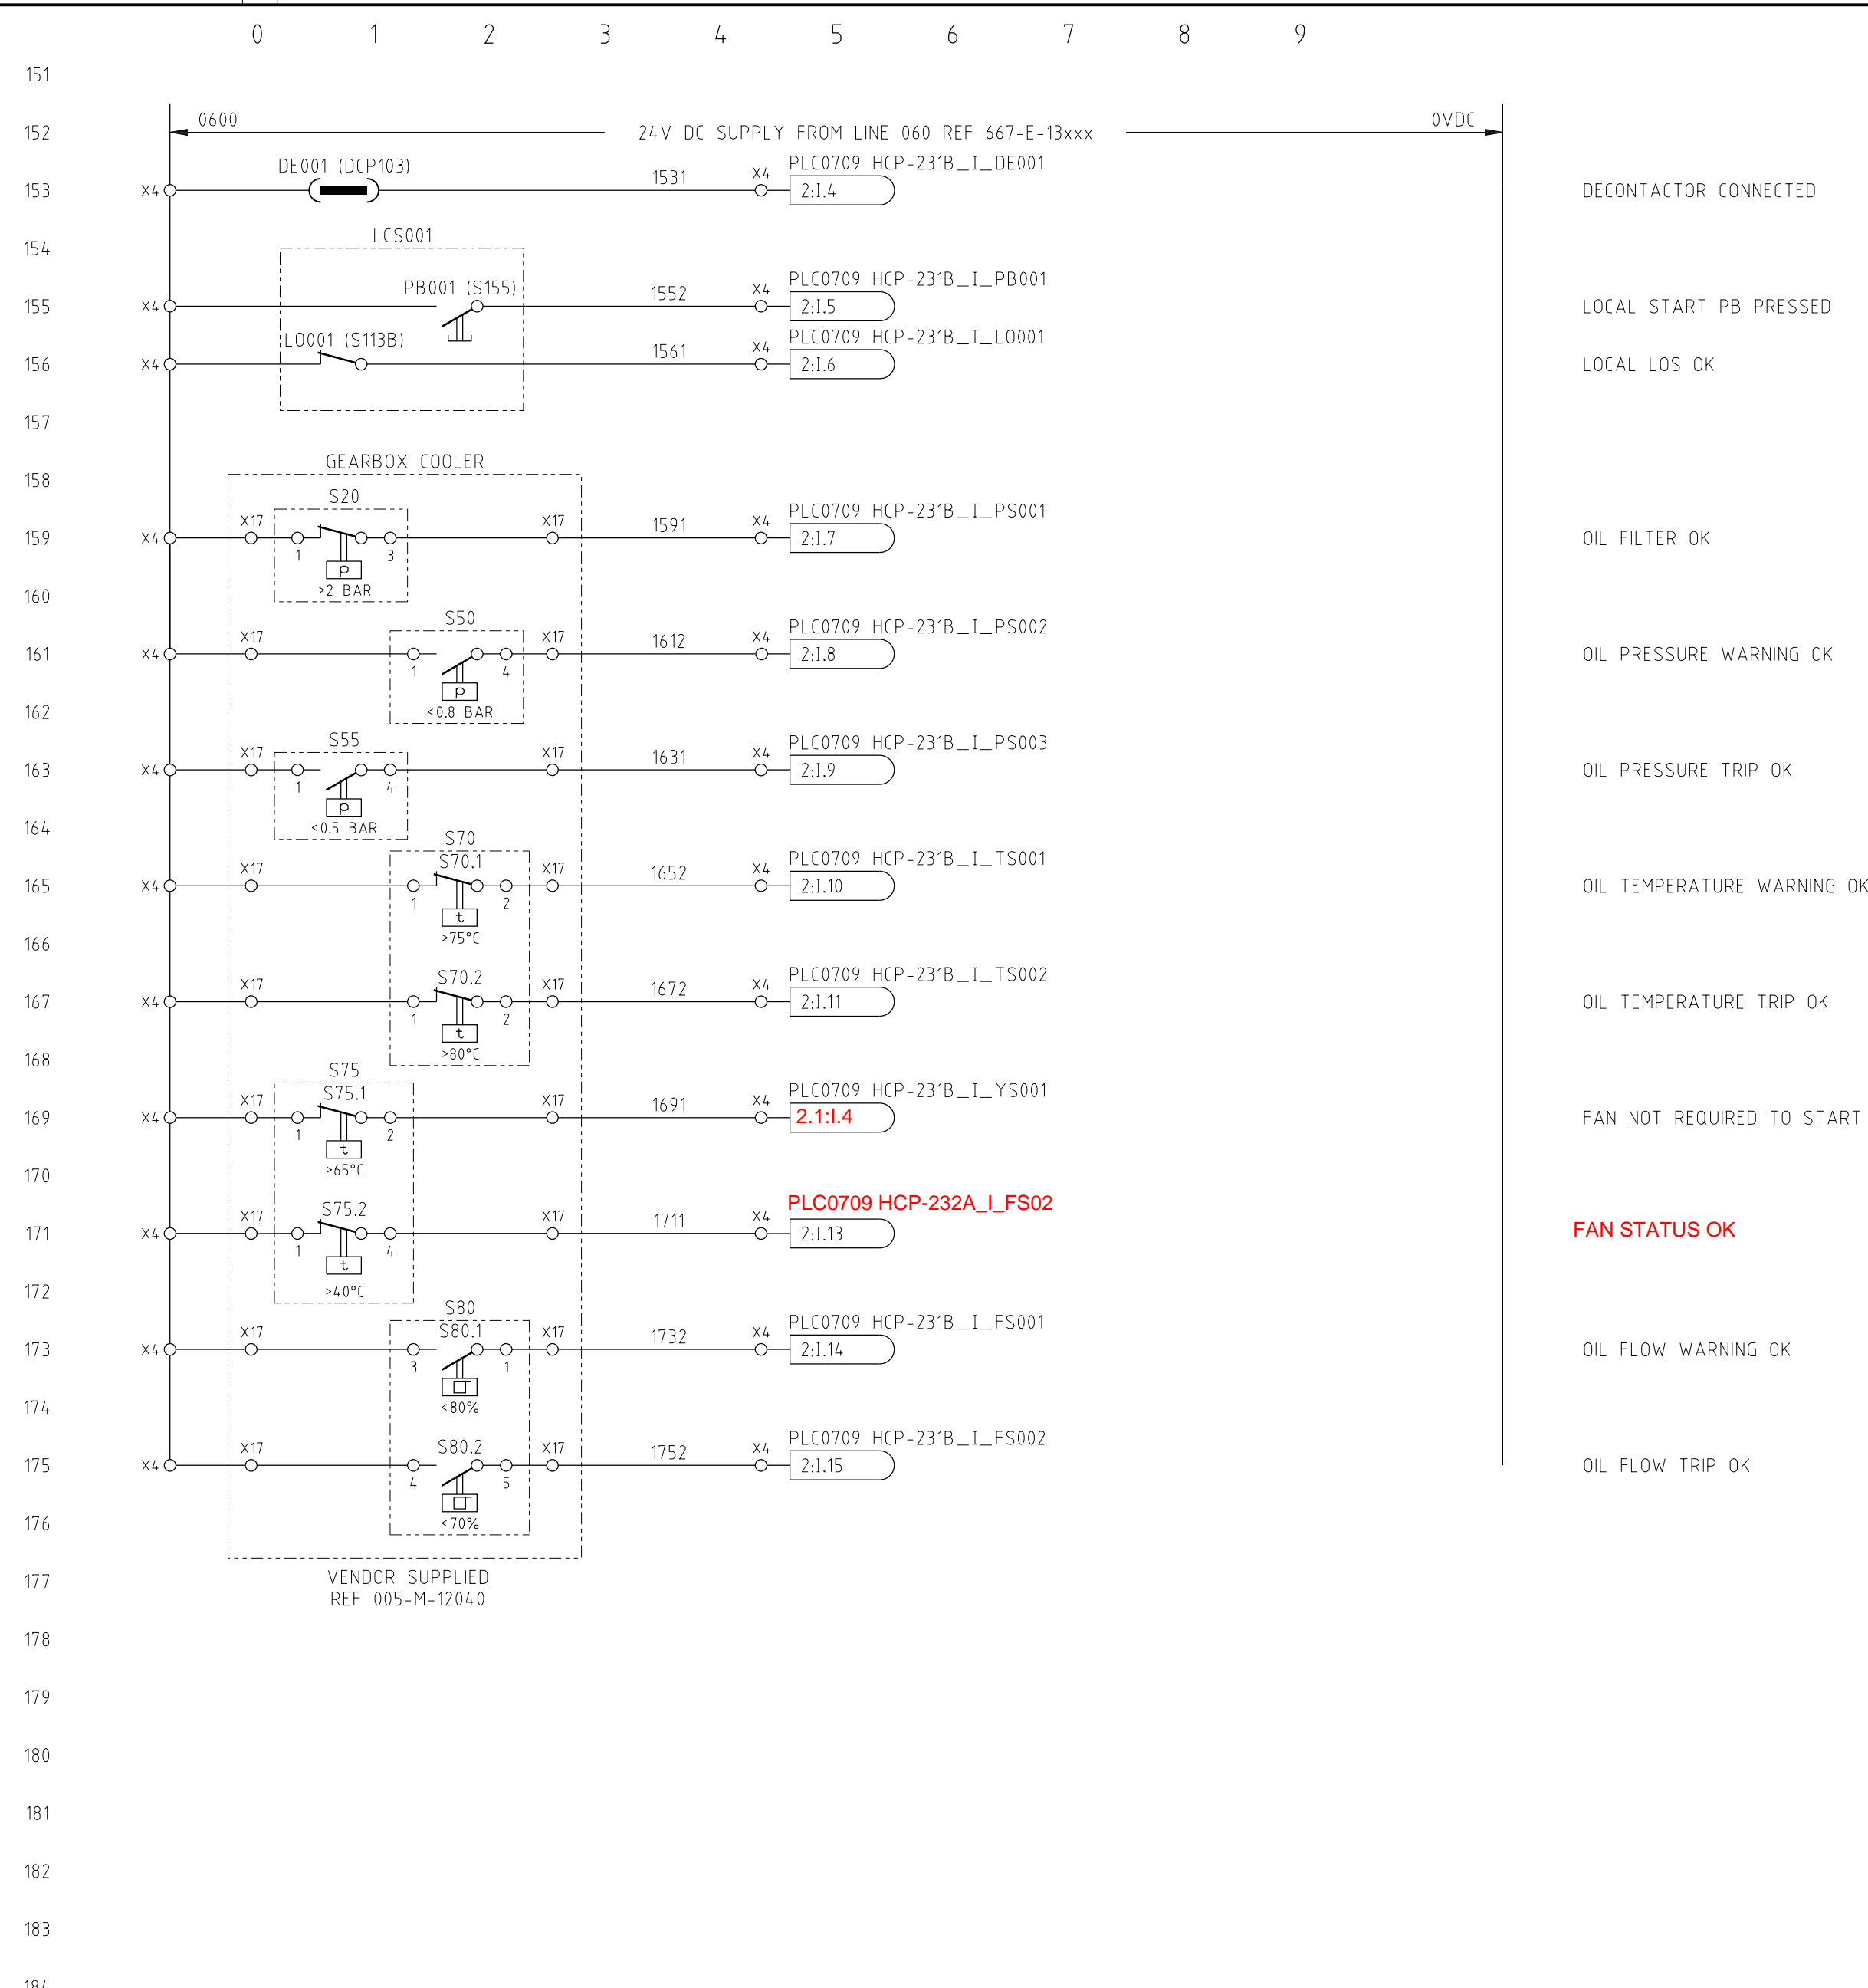 0 1 2 3 4 5 6 7 8 9
151
152 0600 24V DC SUPPLY FROM LINE 060 REF 667-E-13xxx 0VDC
DE001 (DCP103) PLC0709 HCP-231B_I_DE001
153 X4 1531 X4 2:I.4 DECONTACTOR CONNECTED
154 LCS001
PB001 (S155) PLC0709 HCP-231B_I_PB001
155 X4 1552 X4 2:I.5 LOCAL START PB PRESSED
LO001 (S113B) PLC0709 HCP-231B_I_LO001
156 X4 1561 X4 2:I.6 LOCAL LOS OK
157
GEARBOX COOLER
158
S20
X17 X17 PLC0709 HCP-231B_I_PS001
159 X4 1 3 1591 X4 2:I.7 OIL FILTER OK
p
>2 BAR
160
S50
X17 X17 PLC0709 HCP-231B_I_PS002
161 X4 1 4 1612 X4 2:I.8 OIL PRESSURE WARNING OK
p
<0.8 BAR
162
S55
X17 X17 PLC0709 HCP-231B_I_PS003
163 X4 1 4 1631 X4 2:I.9 OIL PRESSURE TRIP OK
p
<0.5 BAR
164
S70
S70.1
X17 X17 PLC0709 HCP-231B_I_TS001
165 X4 1 2 1652 X4 2:I.10 OIL TEMPERATURE WARNING OK
t
>75°C
166
S70.2
X17 X17 PLC0709 HCP-231B_I_TS002
167 X4 1 2 1672 X4 2:I.11 OIL TEMPERATURE TRIP OK
t
>80°C
168
S75
S75.1
X17 X17 PLC0709 HCP-231B_I_YS001
169 X4 1 2 1691 X4 2.1:I.4 FAN NOT REQUIRED TO START
t
>65°C
170
S75.2
X17 X17 PLC0709 HCP-232A_I_FS02
171 X4 1 4 1711 X4 2:I.13 FAN STATUS OK
t
>40°C
172
S80
S80.1
X17 X17 PLC0709 HCP-231B_I_FS001
173 X4 3 1 1732 X4 2:I.14 OIL FLOW WARNING OK
<80%
174
S80.2
X17 X17 PLC0709 HCP-231B_I_FS002
175 X4 4 5 1752 X4 2:I.15 OIL FLOW TRIP OK
<70%
176
177 VENDOR SUPPLIED
REF 005-M-12040
178
179
180
181
182
183
184